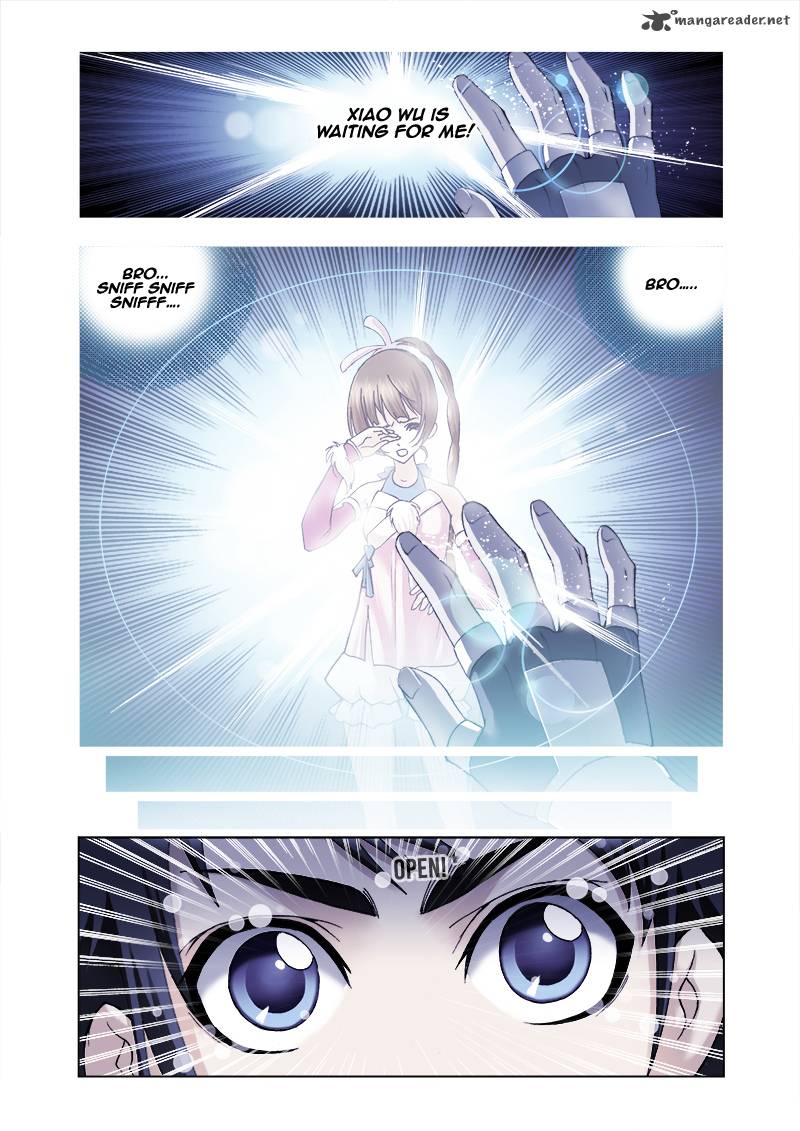 mangareader.net
XIAO WU IS
WAITING FOR ME!
BRO...
SNIFF SNIFF
SNIFFF....
BRO.....
OPEN!